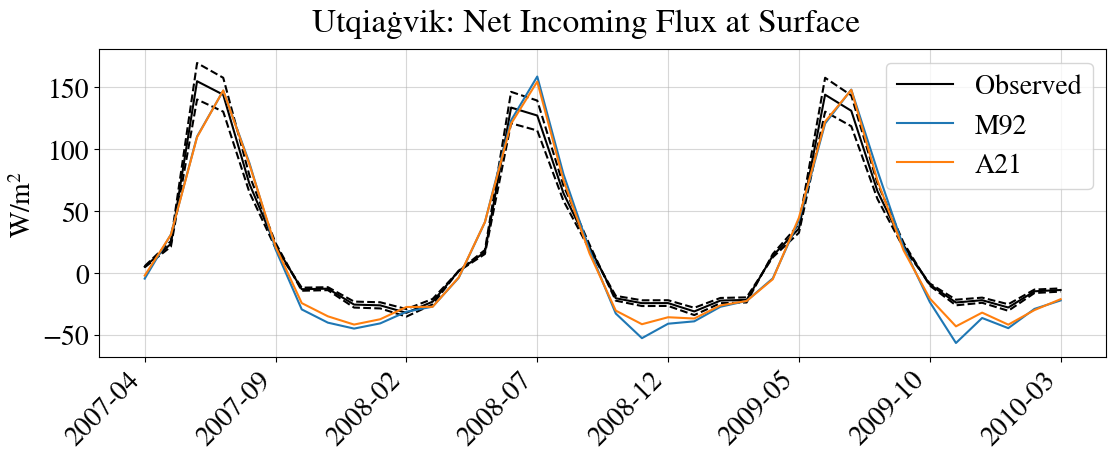 Utqiaġvik: Net Incoming Flux at Surface
W/m²
150
100
50
0
−50
Observed
M92
A21
2007-04
2007-09
2008-02
2008-07
2008-12
2009-05
2009-10
2010-03